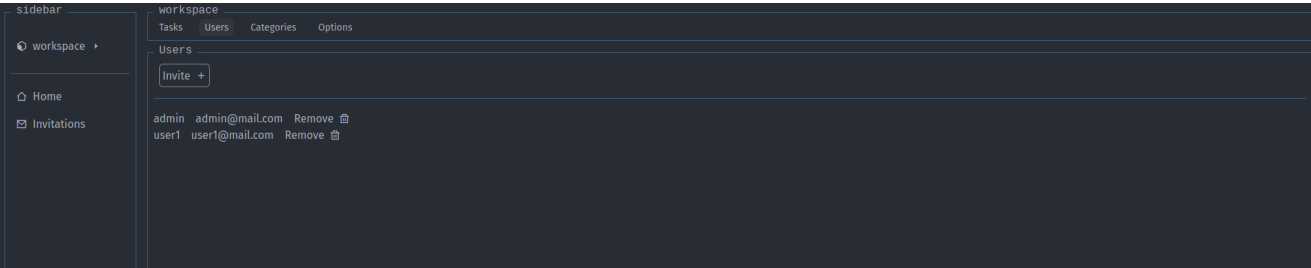 sidebar
workspace
Home
Invitations
workspace
Tasks Users Categories Options
Users
Invite +
admin admin@mail.com Remove
user1 user1@mail.com Remove